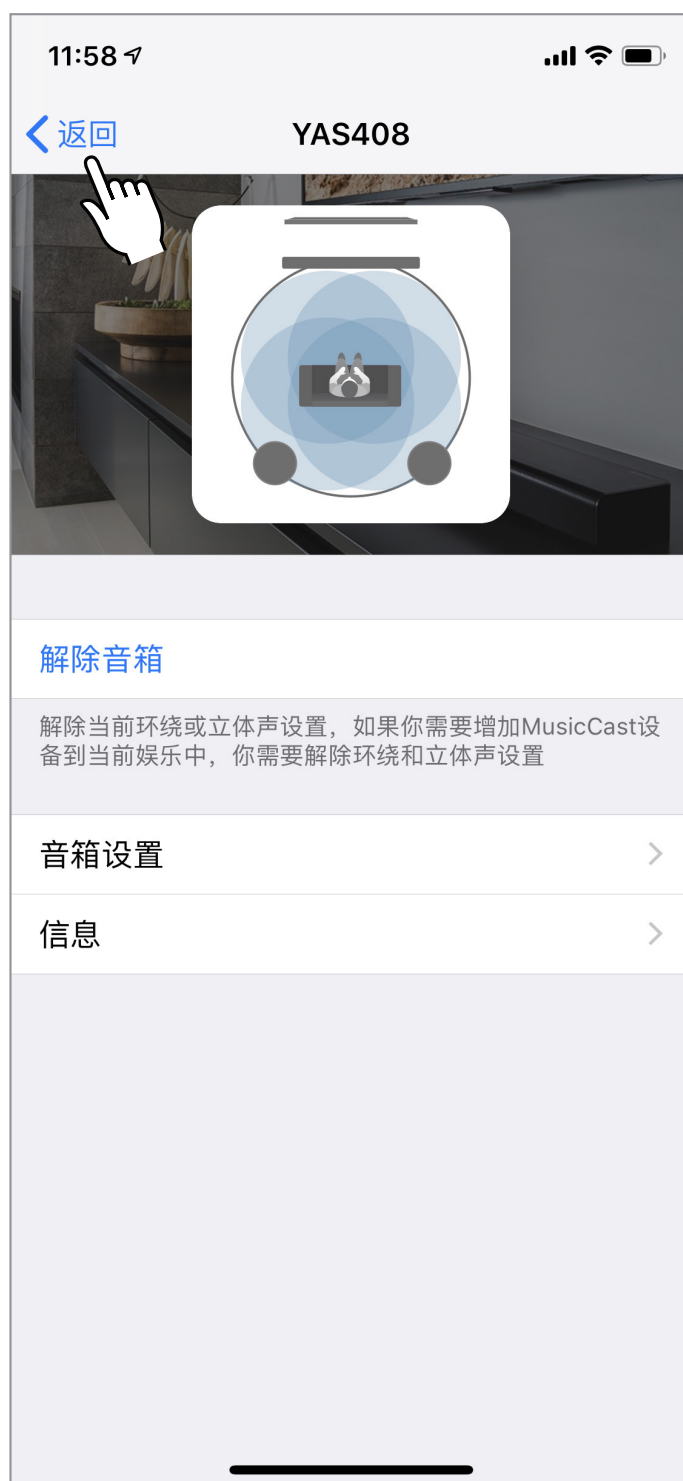 11:58
返回
YAS408
解除音箱
解除当前环绕或立体声设置，如果你需要增加MusicCast设
备到当前娱乐中，你需要解除环绕和立体声设置
音箱设置
信息